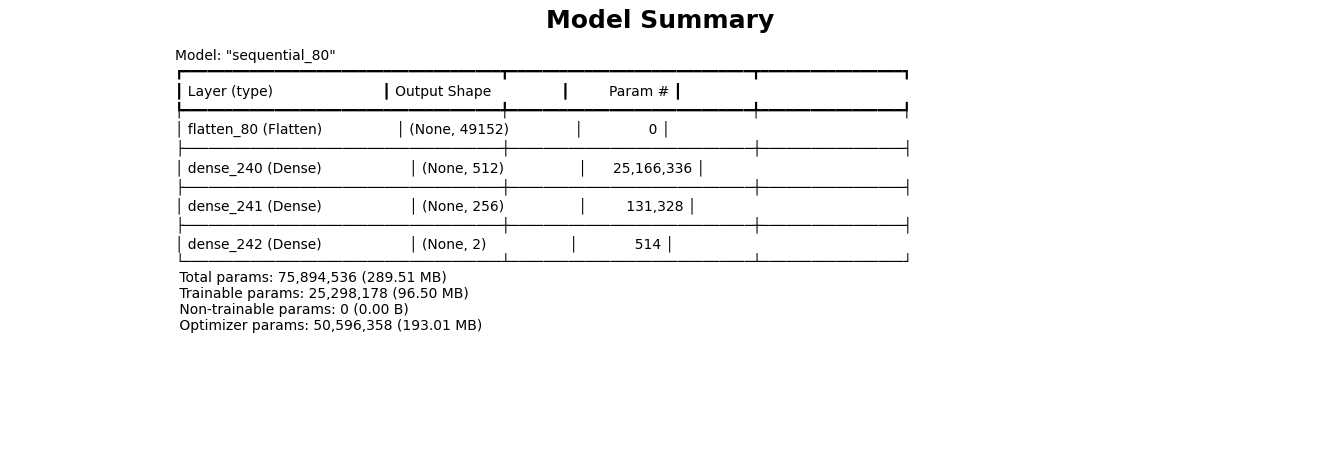 Model Summary
Model: "sequential_80"
Layer (type) Output Shape Param #
flatten_80 (Flatten) (None, 49152) 0
dense_240 (Dense) (None, 512) 25,166,336
dense_241 (Dense) (None, 256) 131,328
dense_242 (Dense) (None, 2) 514
Total params: 75,894,536 (289.51 MB)
Trainable params: 25,298,178 (96.50 MB)
Non-trainable params: 0 (0.00 B)
Optimizer params: 50,596,358 (193.01 MB)